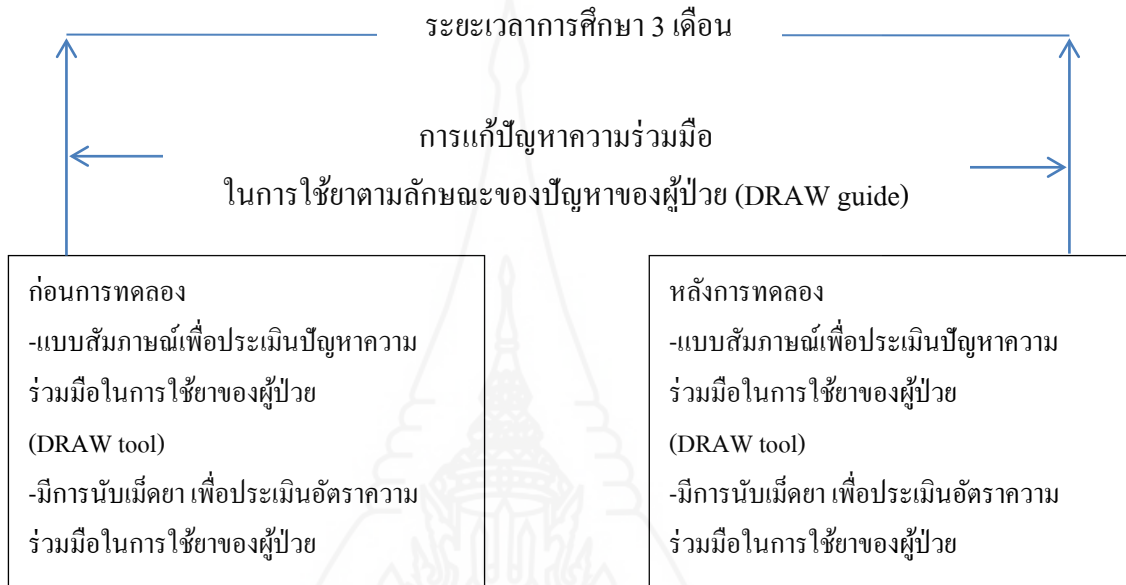 ระยะเวลาการศึกษา 3 เดือน
การแก้ปัญหาความร่วมมือ
ในการใช้ยาตามลักษณะของปัญหาของผู้ป่วย (DRAW guide)
ก่อนการทดลอง
-แบบสัมภาษณ์เพื่อประเมินปัญหาความ
ร่วมมือในการใช้ยาของผู้ป่วย
(DRAW tool)
-มีการนับเม็ดยา เพื่อประเมินอัตราความ
ร่วมมือในการใช้ยาของผู้ป่วย
หลังการทดลอง
-แบบสัมภาษณ์เพื่อประเมินปัญหาความ
ร่วมมือในการใช้ยาของผู้ป่วย
(DRAW tool)
-มีการนับเม็ดยา เพื่อประเมินอัตราความ
ร่วมมือในการใช้ยาของผู้ป่วย